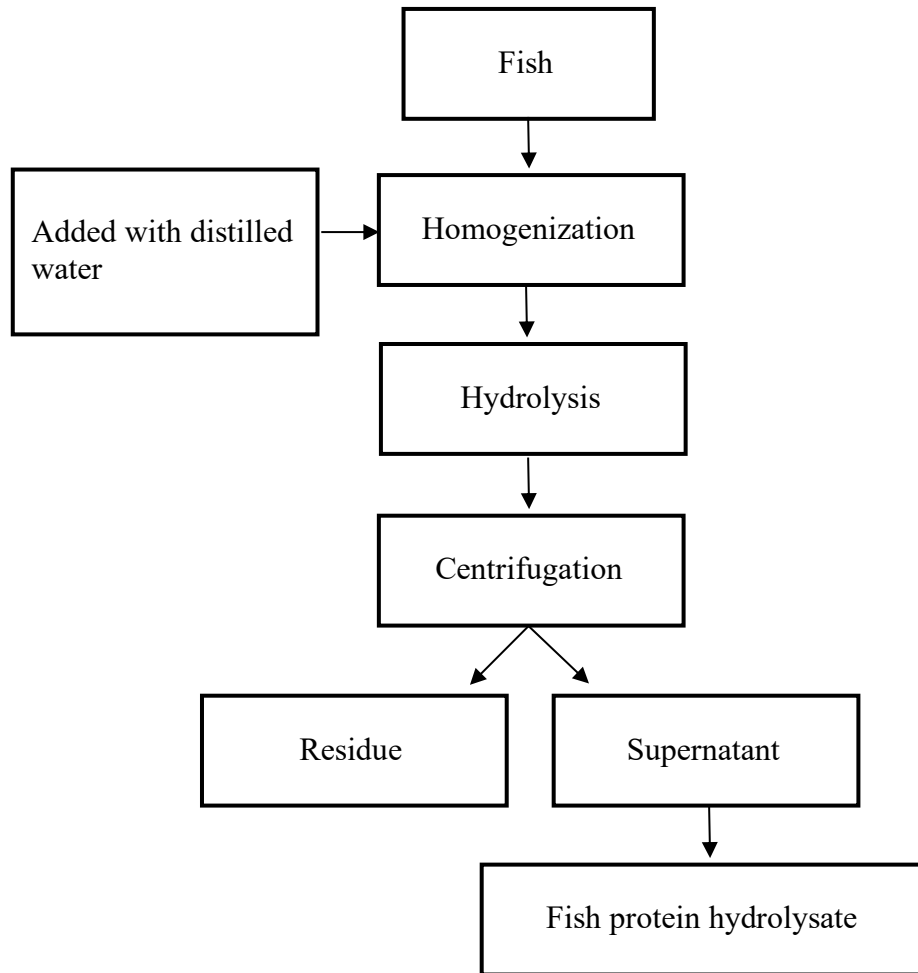 Fish
Added with distilled
water
Homogenization
Hydrolysis
Centrifugation
Residue
Supernatant
Fish protein hydrolysate